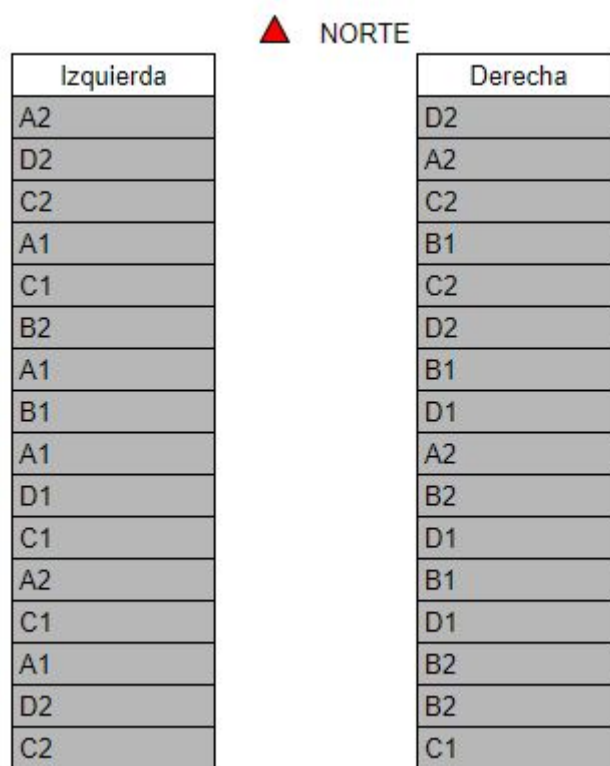 NORTE
Izquierda Derecha
A2 D2
D2 A2
C2 C2
A1 B1
C1 C2
B2 D2
A1 B1
B1 D1
A1 A2
D1 B2
C1 D1
A2 B1
C1 D1
A1 B2
D2 B2
C2 C1